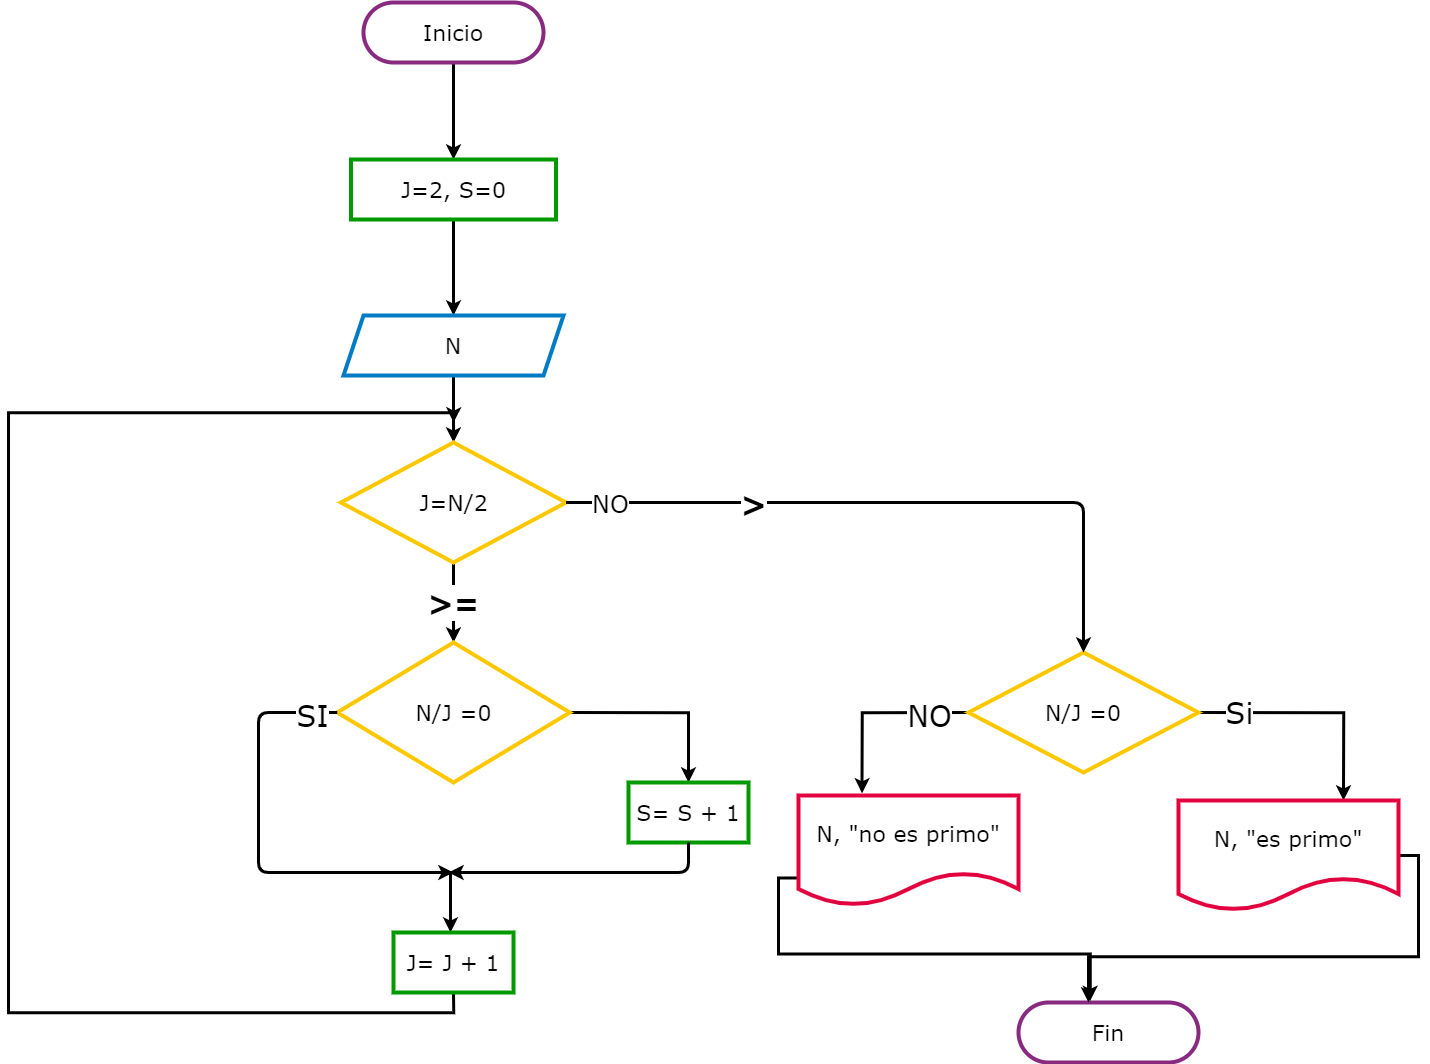 Inicio
J=2, S=0
N
J=N/2
NO
>
>=
N/J =0
SI
S= S + 1
J= J + 1
N/J =0
NO
Si
N, "no es primo"
N, "es primo"
Fin